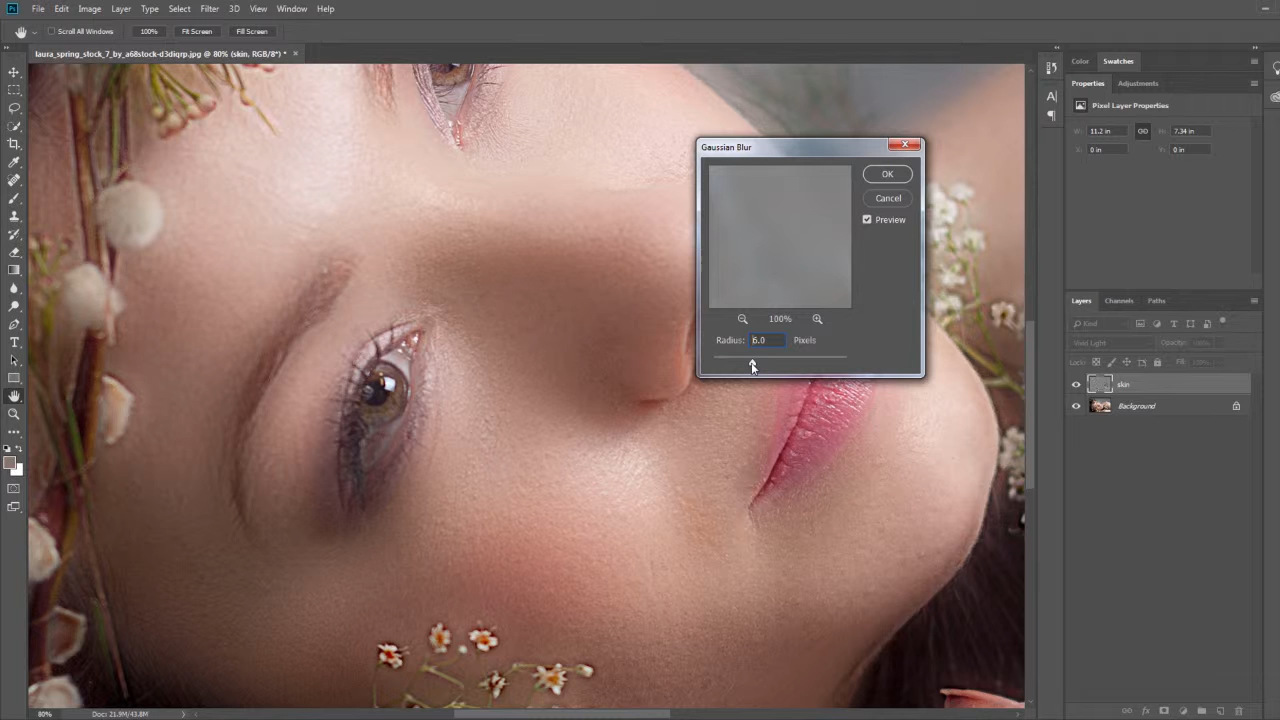 Ps File Edit Image Layer Type Select Filter 3D View Window Help
Scroll All Windows 100% Fit Screen Fill Screen
laura_spring_stock_7_by_a68stock-d3diqrp.jpg @ 80% (skin, RGB/8*) * ×
Color Swatches
Properties Adjustments
Pixel Layer Properties
W: 11.2 in H: 7.34 in
X: 0 in Y: 0 in
Gaussian Blur
OK
Cancel
Preview
100%
Radius: 6.0 Pixels
Layers Channels Paths
Kind
Vivid Light Opacity: 100%
Lock: Fill: 100%
skin
Background
80% Doc: 21.9M/43.8M